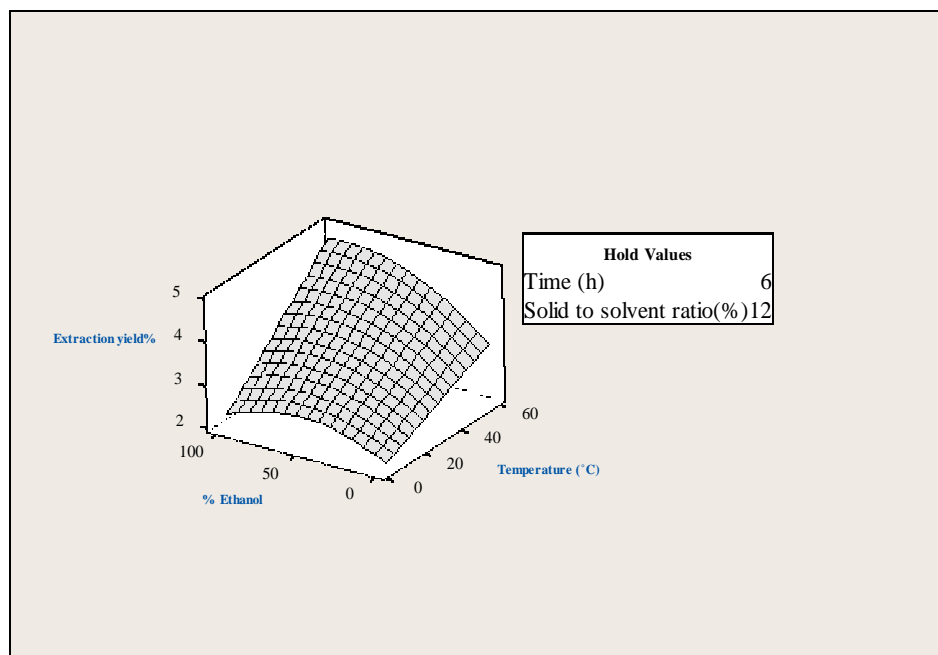 Hold Values
Time (h) 6
Solid to solvent ratio(%)12
5
Extraction yield% 4
3
2
60
100 40
50 20 Temperature (˚C)
0 0
% Ethanol